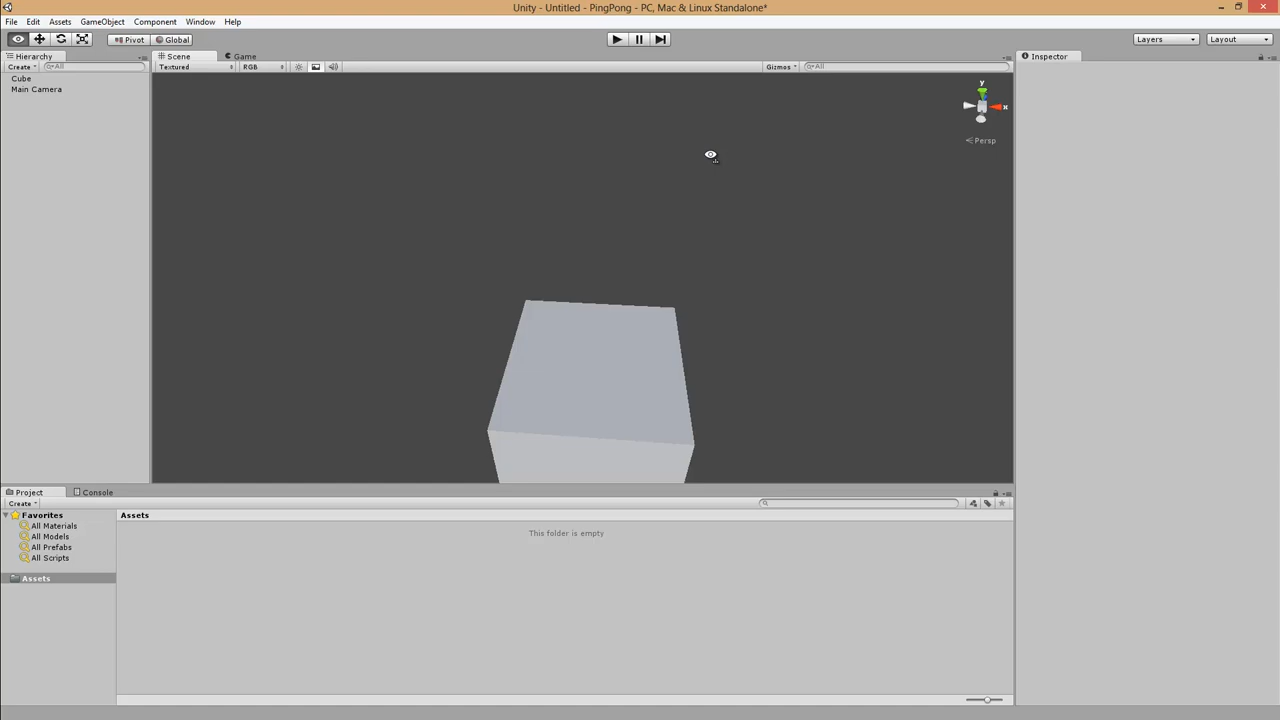 Unity - Untitled - PingPong - PC, Mac & Linux Standalone*
File Edit Assets GameObject Component Window Help
Pivot Global Layers Layout
Hierarchy Scene Game Inspector
Create All Textured RGB Gizmos All
Cube
Main Camera
y
x
Persp
Project Console
Create
Favorites Assets
All Materials This folder is empty
All Models
All Prefabs
All Scripts
Assets